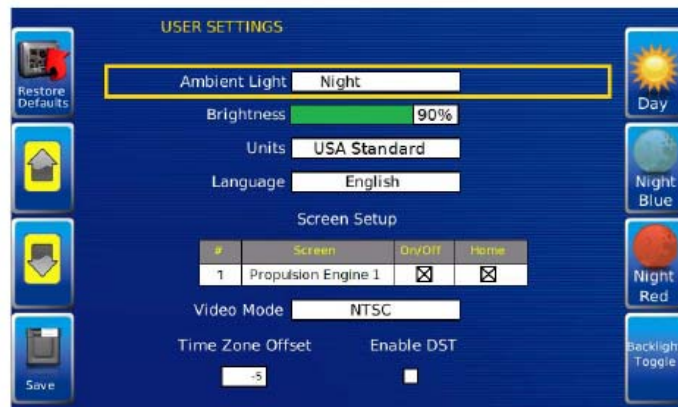 USER SETTINGS
Restore
Defaults
Ambient Light Night
Day
Brightness 90%
Units USA Standard
Night
Blue
Language English
Screen Setup
# Screen On/Off Home
1 Propulsion Engine 1
Night
Red
Video Mode NTSC
Time Zone Offset Enable DST
Backligh
Toggle
-5
Save